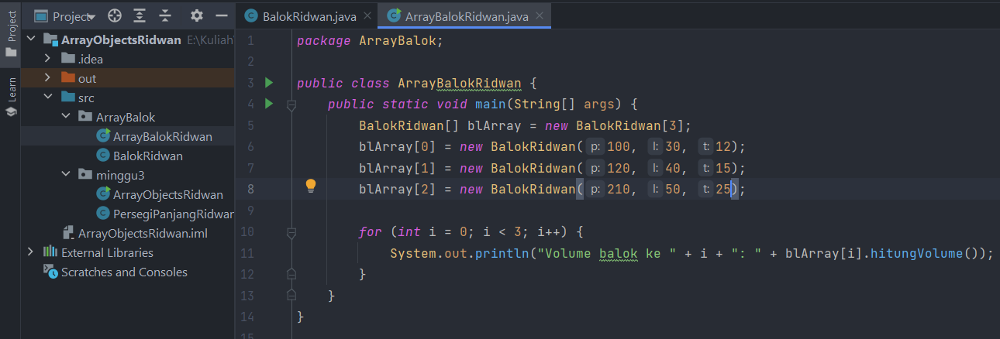 Project
Learn
Project
ArrayObjectsRidwan E:\Kuliah\
.idea
out
src
ArrayBalok
ArrayBalokRidwan
BalokRidwan
minggu3
ArrayObjectsRidwan
PersegiPanjangRidwan
ArrayObjectsRidwan.iml
External Libraries
Scratches and Consoles
BalokRidwan.java
ArrayBalokRidwan.java
1 package ArrayBalok;
2
3 public class ArrayBalokRidwan {
4 public static void main(String[] args) {
5 BalokRidwan[] blArray = new BalokRidwan[3];
6 blArray[0] = new BalokRidwan( p: 100, l: 30, t: 12);
7 blArray[1] = new BalokRidwan( p: 120, l: 40, t: 15);
8 blArray[2] = new BalokRidwan( p: 210, l: 50, t: 25);
9
10 for (int i = 0; i < 3; i++) {
11 System.out.println("Volume balok ke " + i + ": " + blArray[i].hitungVolume());
12 }
13 }
14 }
15